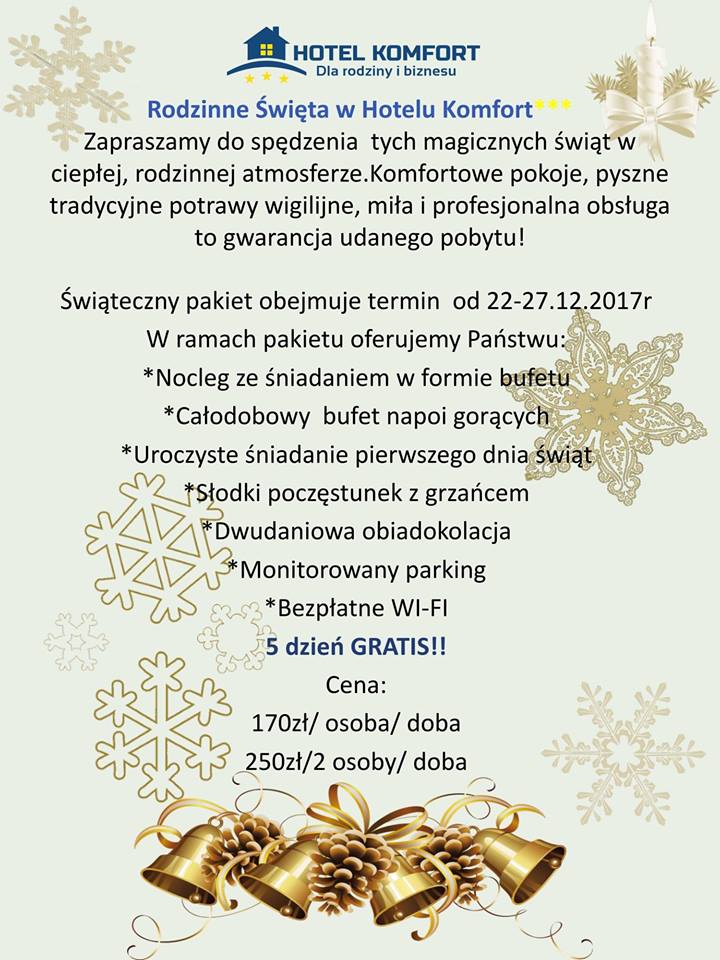 HOTEL KOMFORT
Dla rodziny i biznesu
Rodzinne Święta w Hotelu Komfort***
Zapraszamy do spędzenia  tych magicznych świąt w
ciepłej, rodzinnej atmosferze.Komfortowe pokoje, pyszne
tradycyjne potrawy wigilijne, miła i profesjonalna obsługa
to gwarancja udanego pobytu!
Świąteczny pakiet obejmuje termin  od 22-27.12.2017r
W ramach pakietu oferujemy Państwu:
*Nocleg ze śniadaniem w formie bufetu
*Całodobowy  bufet napoi gorących
*Uroczyste śniadanie pierwszego dnia świąt
*Słodki poczęstunek z grzańcem
*Dwudaniowa obiadokolacja
*Monitorowany parking
*Bezpłatne WI-FI
5 dzień GRATIS!!
Cena:
170zł/ osoba/ doba
250zł/2 osoby/ doba